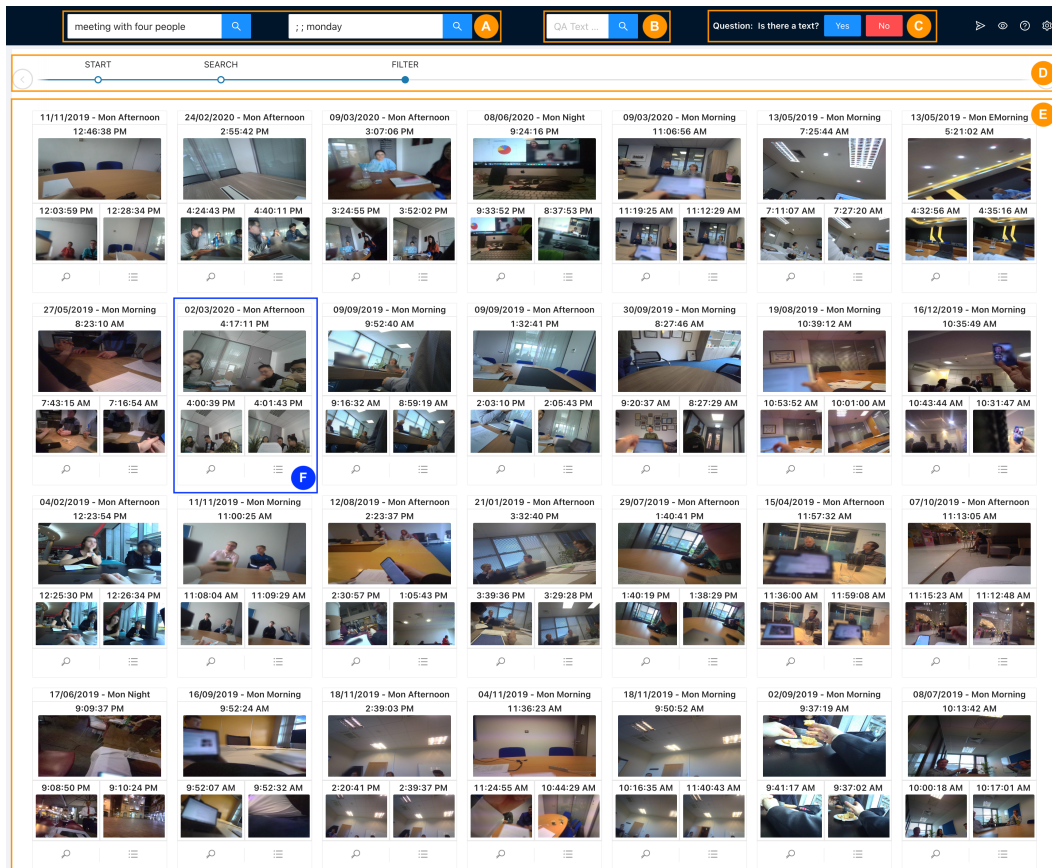 meeting with four people
; ; monday
A
QA Text ...
B
Question: Is there a text? Yes No
C
START SEARCH FILTER
D
E
11/11/2019 - Mon Afternoon 24/02/2020 - Mon Afternoon 09/03/2020 - Mon Afternoon 08/06/2020 - Mon Night 09/03/2020 - Mon Morning 13/05/2019 - Mon Morning 13/05/2019 - Mon EMorning
12:46:38 PM 2:55:42 PM 3:07:06 PM 9:24:16 PM 11:06:56 AM 7:25:44 AM 5:21:02 AM
12:03:59 PM 12:28:34 PM 4:24:43 PM 4:40:11 PM 3:24:55 PM 3:52:02 PM 9:33:52 PM 8:37:53 PM 11:19:25 AM 11:12:29 AM 7:11:07 AM 7:27:20 AM 4:32:56 AM 4:35:16 AM
27/05/2019 - Mon Morning 02/03/2020 - Mon Afternoon 09/09/2019 - Mon Morning 09/09/2019 - Mon Afternoon 30/09/2019 - Mon Morning 19/08/2019 - Mon Morning 16/12/2019 - Mon Morning
8:23:10 AM 4:17:11 PM 9:52:40 AM 1:32:41 PM 8:27:46 AM 10:39:12 AM 10:35:49 AM
7:43:15 AM 7:16:54 AM 4:00:39 PM 4:01:43 PM 9:16:32 AM 8:59:19 AM 2:03:10 PM 2:05:43 PM 9:20:37 AM 8:27:29 AM 10:53:52 AM 10:01:00 AM 10:43:44 AM 10:31:47 AM
F
04/02/2019 - Mon Afternoon 11/11/2019 - Mon Morning 12/08/2019 - Mon Afternoon 21/01/2019 - Mon Afternoon 29/07/2019 - Mon Afternoon 15/04/2019 - Mon Afternoon 07/10/2019 - Mon Afternoon
12:23:54 PM 11:00:25 AM 2:23:37 PM 3:32:40 PM 1:40:41 PM 11:57:32 AM 11:13:05 AM
12:25:30 PM 12:26:34 PM 11:08:04 AM 11:09:29 AM 2:30:57 PM 1:05:43 PM 3:39:36 PM 3:29:28 PM 1:40:19 PM 1:38:29 PM 11:36:00 AM 11:59:08 AM 11:15:23 AM 11:12:48 AM
17/06/2019 - Mon Night 16/09/2019 - Mon Morning 18/11/2019 - Mon Afternoon 04/11/2019 - Mon Morning 18/11/2019 - Mon Morning 02/09/2019 - Mon Morning 08/07/2019 - Mon Morning
9:09:37 PM 9:52:24 AM 2:39:03 PM 11:36:23 AM 9:50:52 AM 9:37:19 AM 10:13:42 AM
9:08:50 PM 9:10:24 PM 9:52:07 AM 9:52:32 AM 2:20:41 PM 2:39:37 PM 11:24:55 AM 10:44:29 AM 10:16:35 AM 11:40:43 AM 9:41:17 AM 9:37:02 AM 10:00:18 AM 10:17:01 AM